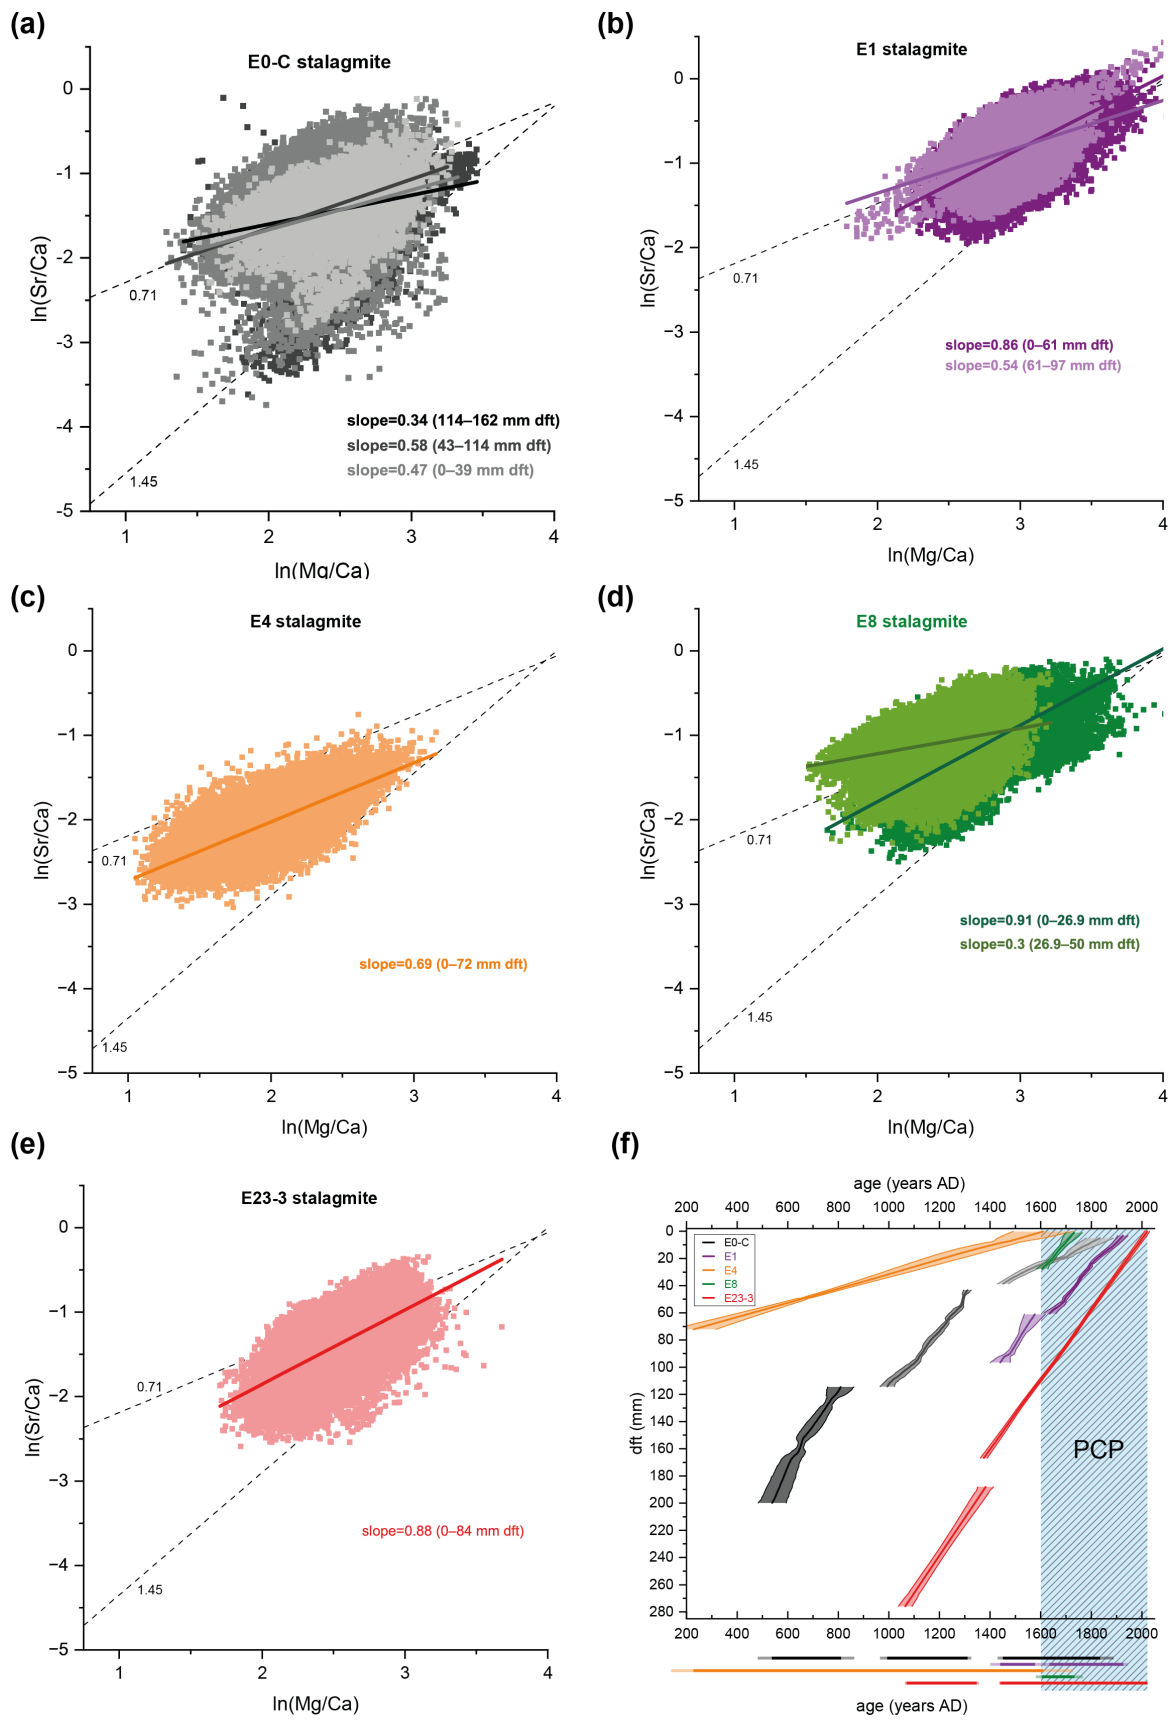 (a)
E0-C stalagmite
0
-1
-2
-3
-4
-5
ln(Sr/Ca)
0.71
1.45
slope=0.34 (114–162 mm dft)
slope=0.58 (43–114 mm dft)
slope=0.47 (0–39 mm dft)
1 2 3 4
ln(Mg/Ca)
(b)
E1 stalagmite
0
−1
−2
−3
−4
−5
ln(Sr/Ca)
0.71
slope=0.86 (0–61 mm dft)
slope=0.54 (61–97 mm dft)
1.45
1 2 3 4
ln(Mg/Ca)
(c)
E4 stalagmite
0
−1
−2
−3
−4
−5
ln(Sr/Ca)
0.71
slope=0.69 (0–72 mm dft)
1.45
1 2 3 4
ln(Mg/Ca)
(d)
E8 stalagmite
0
−1
−2
−3
−4
−5
ln(Sr/Ca)
0.71
slope=0.91 (0–26.9 mm dft)
slope=0.3 (26.9–50 mm dft)
1.45
1 2 3 4
ln(Mg/Ca)
(e)
E23-3 stalagmite
0
−1
−2
−3
−4
−5
ln(Sr/Ca)
0.71
slope=0.88 (0–84 mm dft)
1.45
1 2 3 4
ln(Mg/Ca)
(f)
age (years AD)
200 400 600 800 1000 1200 1400 1600 1800 2000
0
20
40
60
80
100
120
140
160
180
200
220
240
260
280
dft (mm)
E0-C
E1
E4
E8
E23-3
PCP
200 400 600 800 1000 1200 1400 1600 1800 2000
age (years AD)